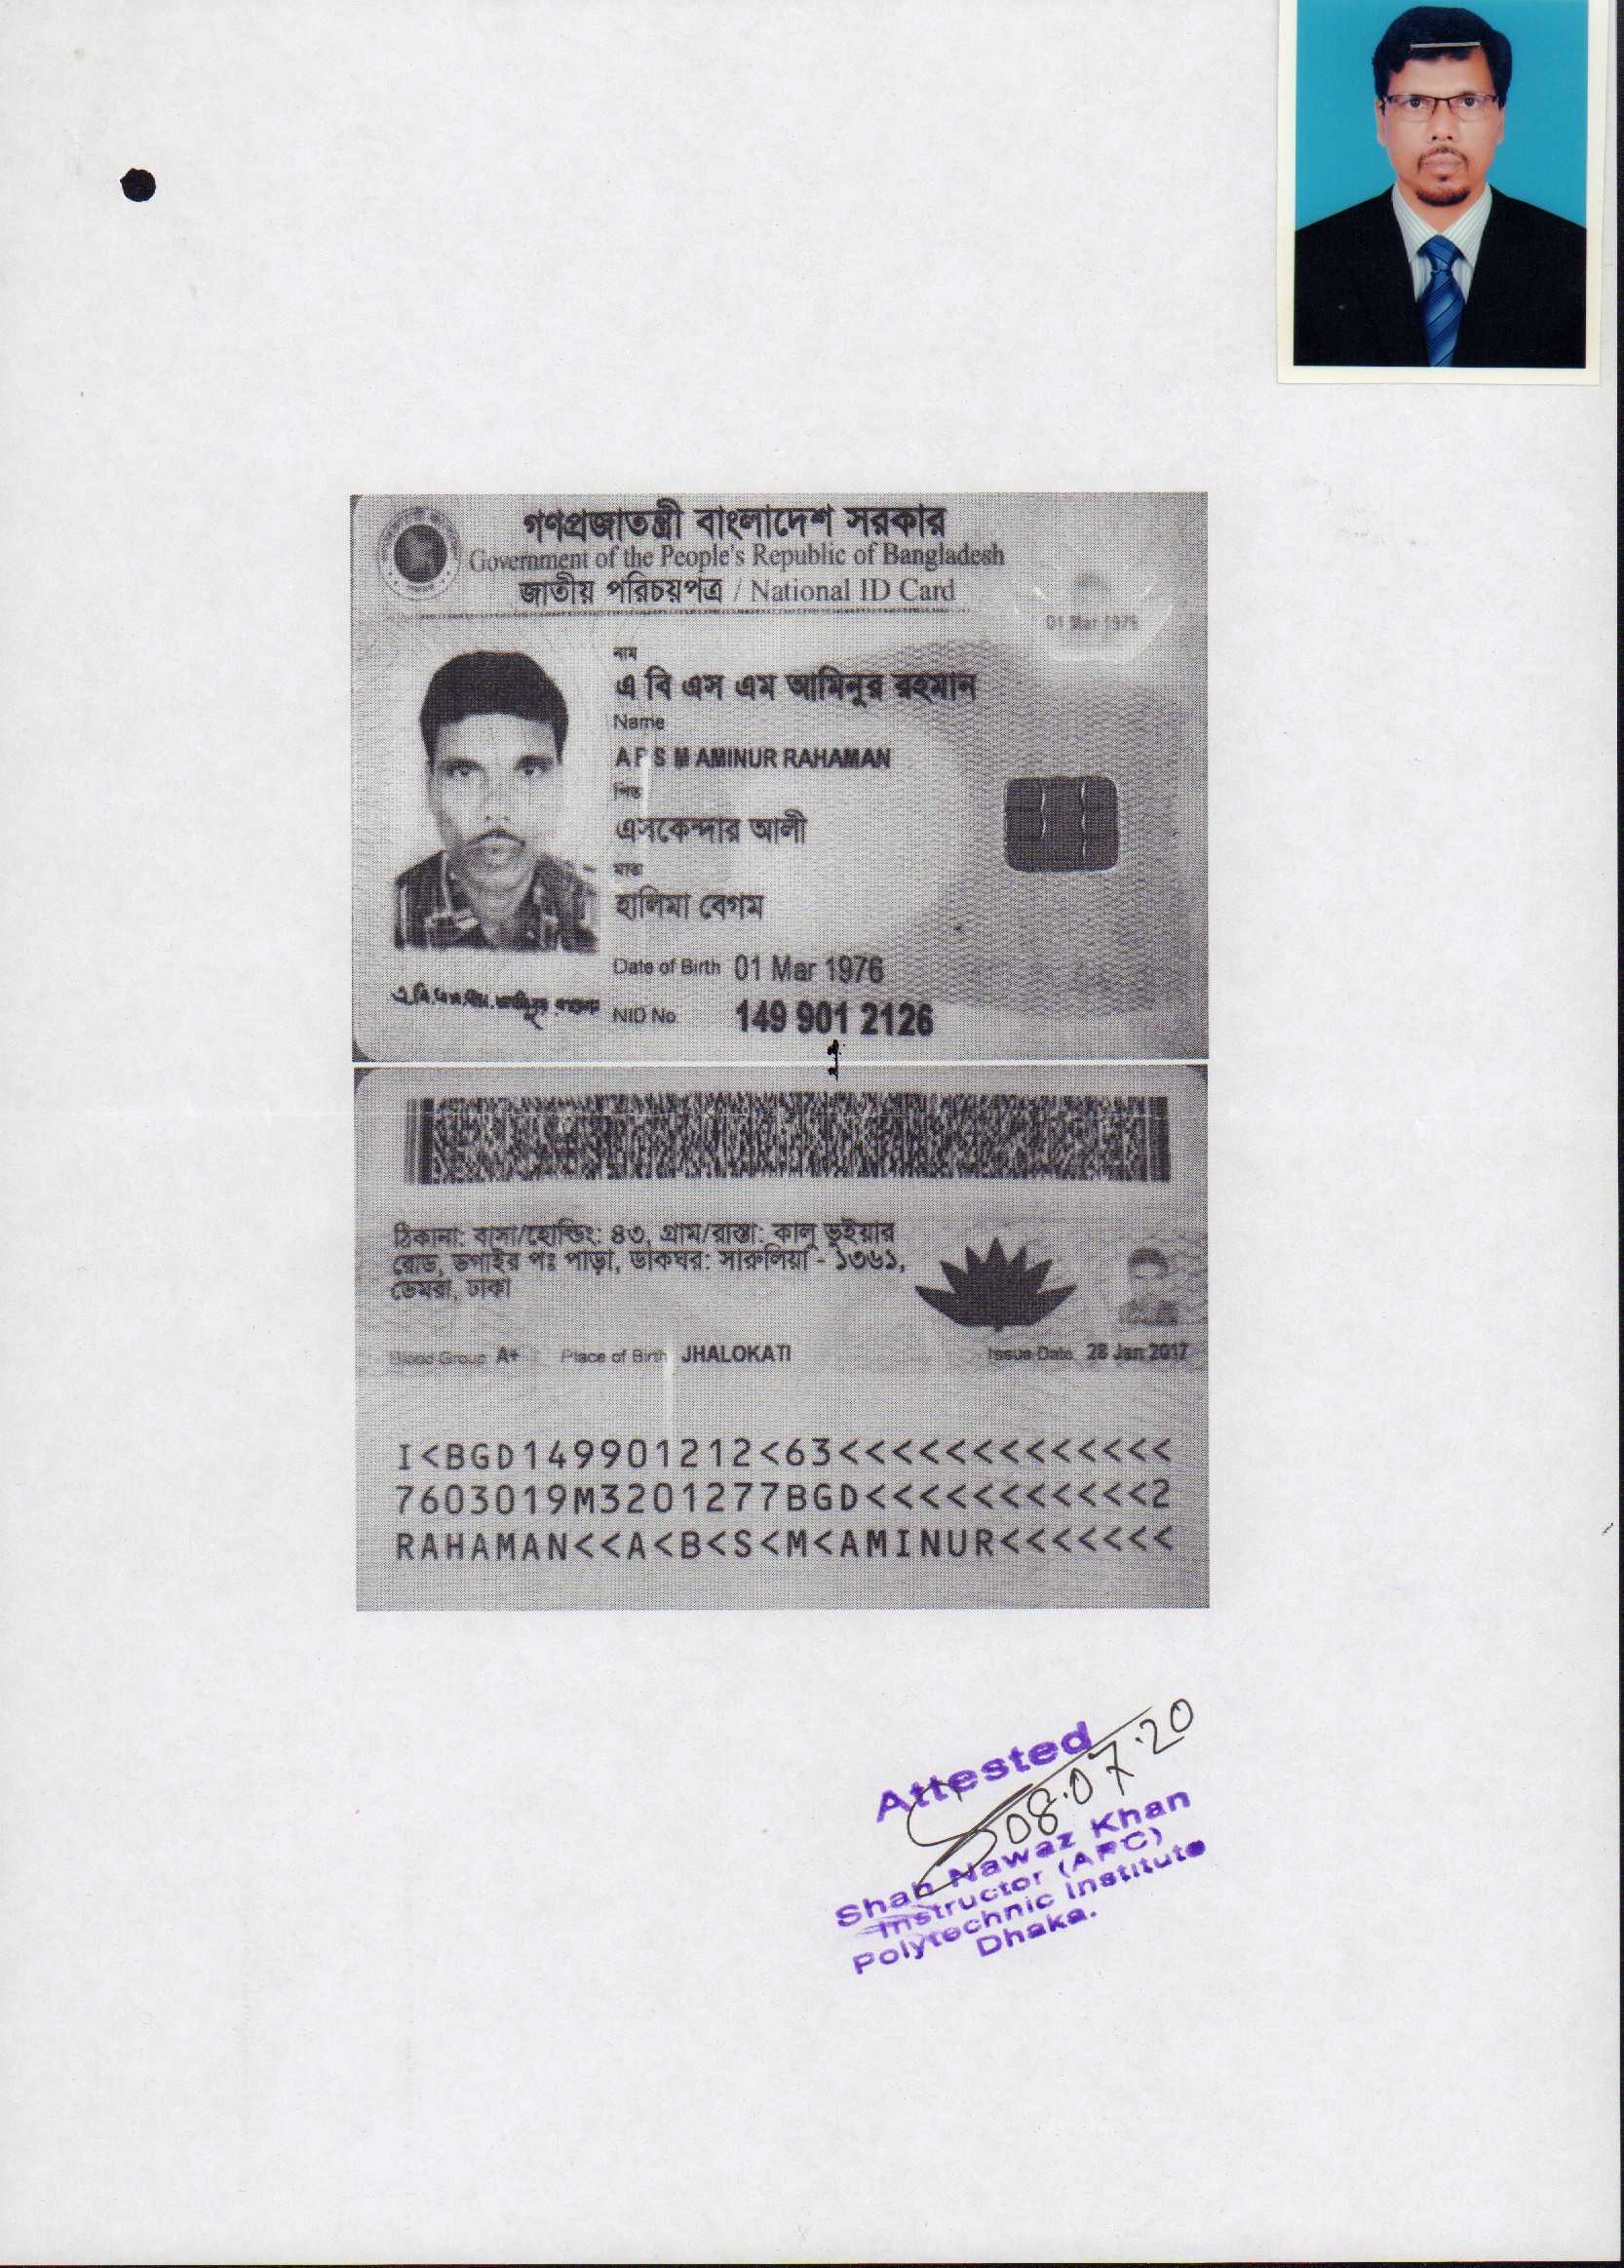 গণপ্রজাতন্ত্রী বাংলাদেশ সরকার
Government of the People's Republic of Bangladesh
জাতীয় পরিচয়পত্র / National ID Card
01 Mar 1976
নাম
এ বি এস এম আমিনুর রহমান
Name
A B S M AMINUR RAHAMAN
পিতা
এসকেন্দার আলী
মাতা
হালিমা বেগম
Date of Birth 01 Mar 1976
NID No. 149 901 2126
ঠিকানা: বাসা/হোল্ডিং: ৪৩, গ্রাম/রাস্তা: কালু ভূইয়ার
রোড, ডগাইর পঃ পাড়া, ডাকঘর: সারুলিয়া - ১৩৬১,
ডেমরা, ঢাকা
Blood Group A+ Place of Birth JHALOKATI Issue Date 28 Jan 2017
I<BGD149901212<63<<<<<<<<<<<<<
7603019M3201277BGD<<<<<<<<<<<2
RAHAMAN<<A<B<S<M<AMINUR<<<<<<<
Attested
08.07.20
Shah Nawaz Khan
Instructor (APC)
Polytechnic Institute
Dhaka.